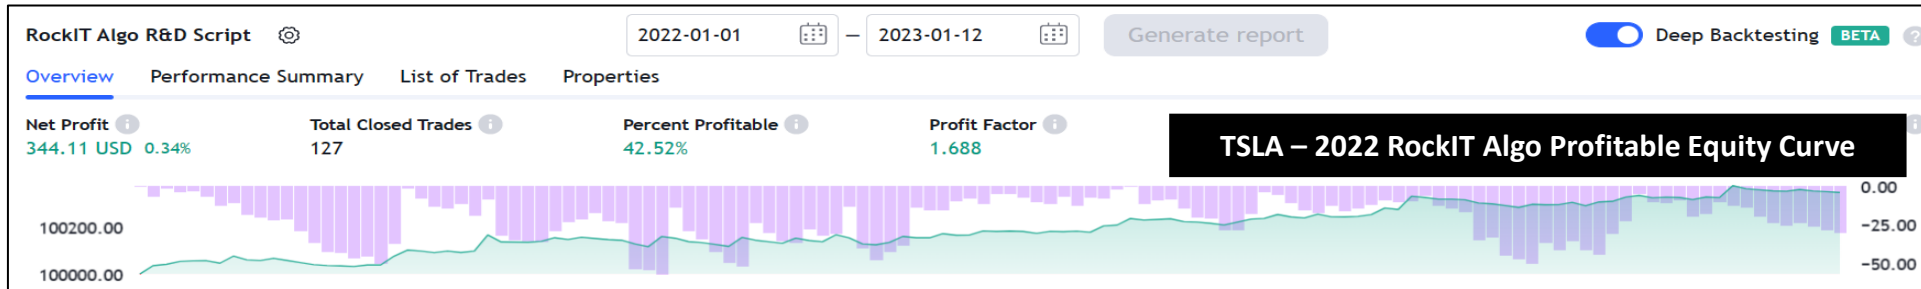 RockIT Algo R&D Script
2022-01-01 — 2023-01-12
Generate report
Deep Backtesting BETA ?
Overview Performance Summary List of Trades Properties
Net Profit i Total Closed Trades i Percent Profitable i Profit Factor i i
344.11 USD 0.34% 127 42.52% 1.688
TSLA – 2022 RockIT Algo Profitable Equity Curve
0.00
100200.00 −25.00
100000.00 −50.00